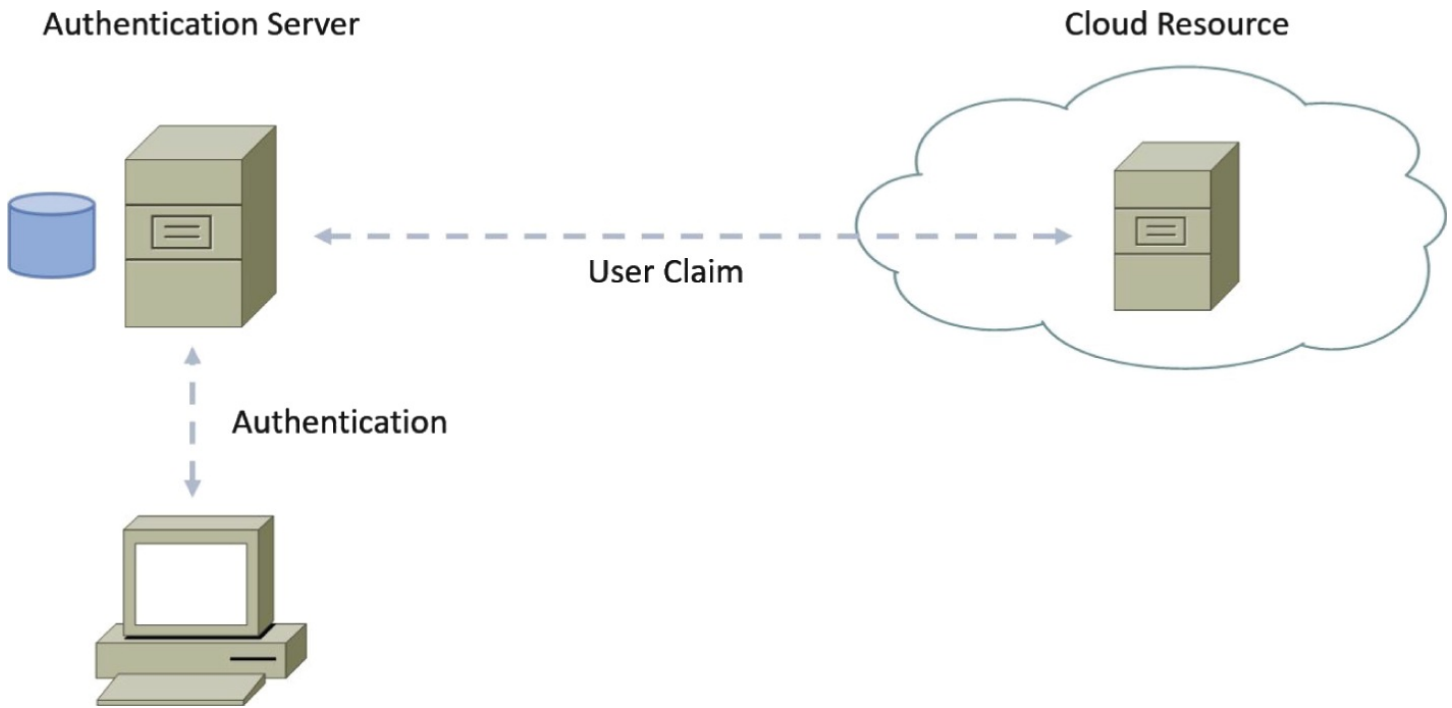 Authentication Server
Cloud Resource
User Claim
Authentication